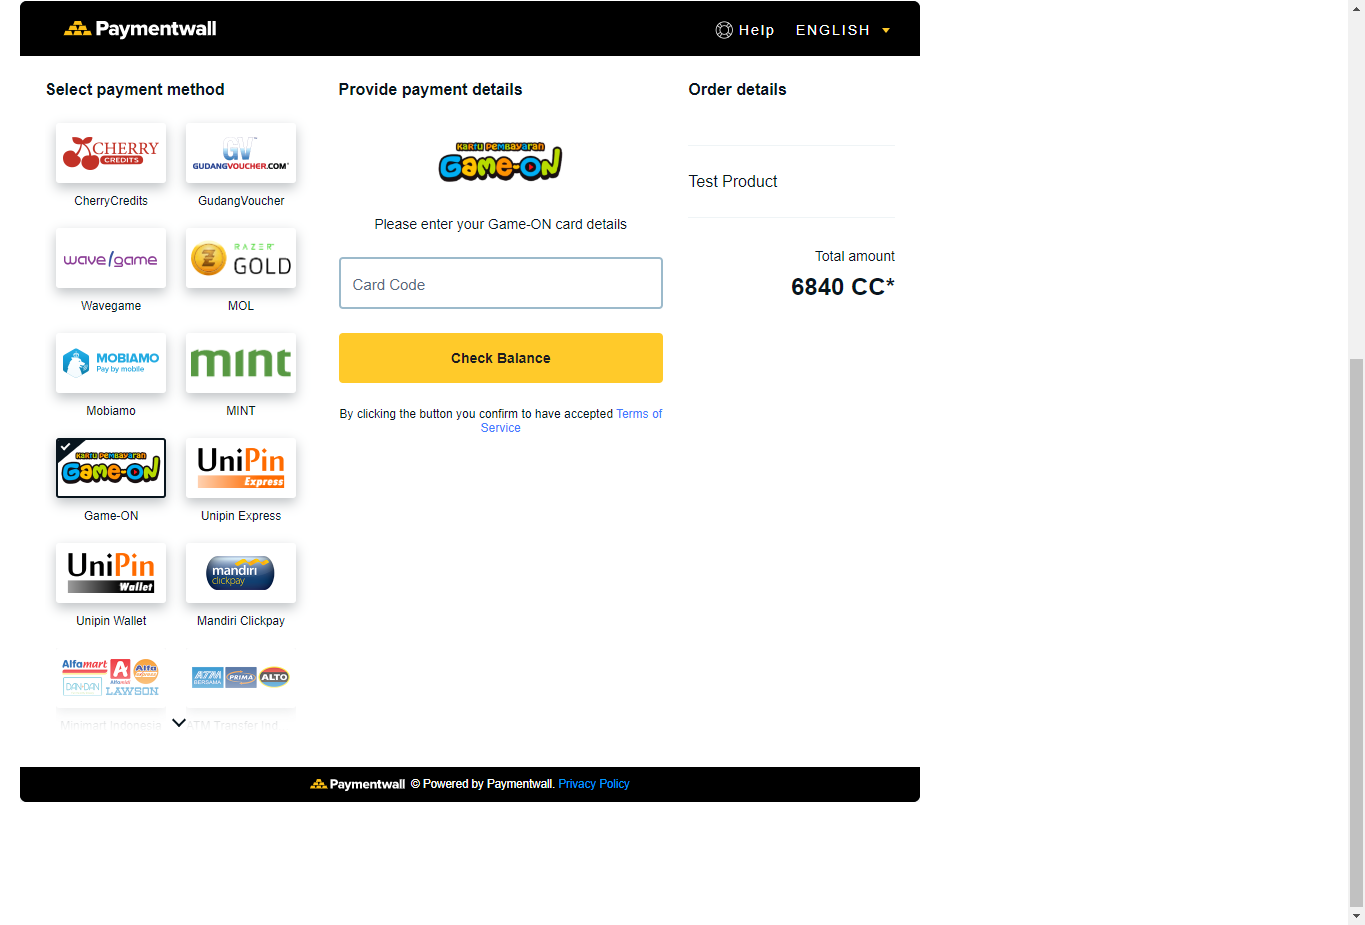 Paymentwall
Help
ENGLISH
Select payment method
Provide payment details
Order details
CHERRY
CREDITS
CherryCredits
GV
GUDANGVOUCHER.COM
GudangVoucher
wave/game
Wavegame
RAZER
GOLD
MOL
MOBIAMO
Pay by mobile
Mobiamo
mint
MINT
KARTU PEMBAYARAN
Game-ON
Game-ON
UniPin
Express
Unipin Express
UniPin
Wallet
Unipin Wallet
mandiri
clickpay
Mandiri Clickpay
Alfamart
Alfamidi
Alfa
express
DAN+DAN
LAWSON
Minimart Indonesia
ATM
BERSAMA
PRIMA
ALTO
ATM Transfer Ind
KARTU PEMBAYARAN
Game-ON
Please enter your Game-ON card details
Card Code
Check Balance
By clicking the button you confirm to have accepted Terms of
Service
Test Product
Total amount
6840 CC*
Paymentwall © Powered by Paymentwall. Privacy Policy